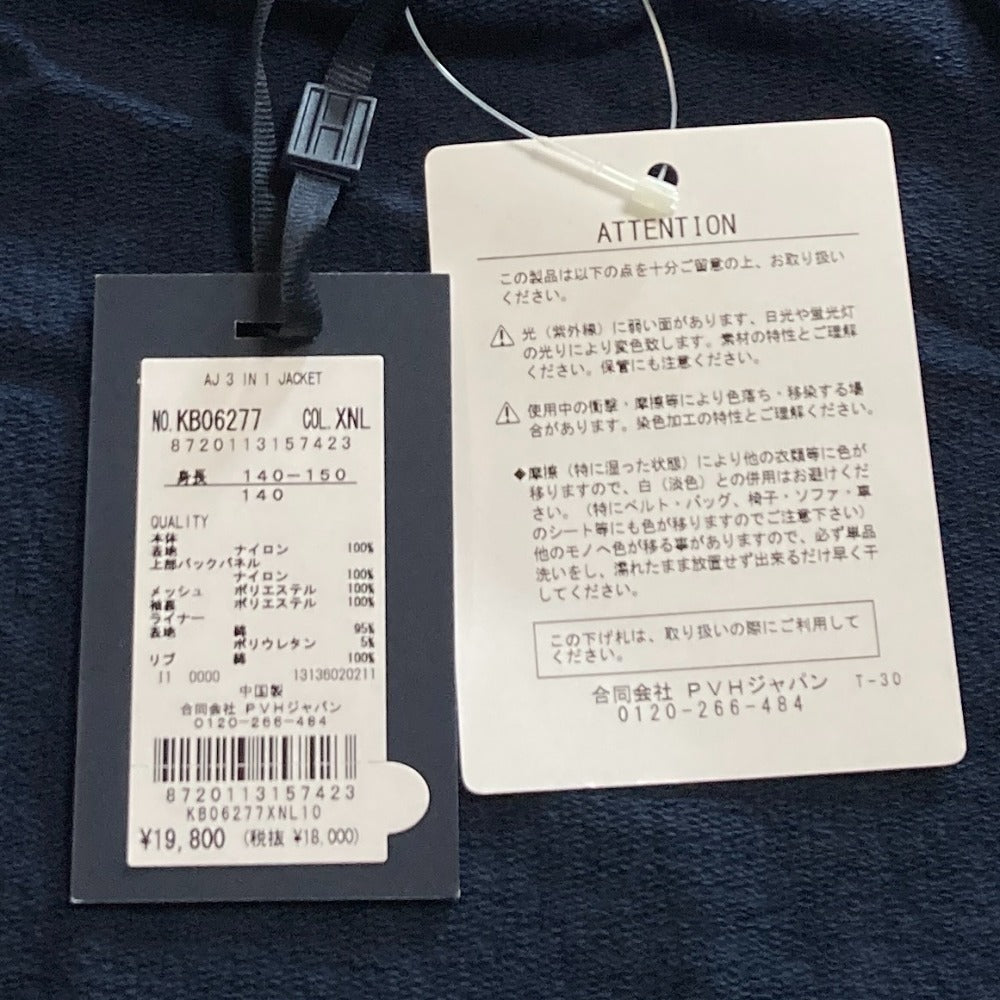 AJ 3 IN 1 JACKET
NO.KB06277 COL.XNL
8720113157423
身長 140-150
140
QUALITY
本体
表地 ナイロン 100%
上部バックパネル
ナイロン 100%
メッシュ ポリエステル 100%
袖裏 ポリエステル 100%
ライナー
表地 綿 95%
ポリウレタン 5%
リブ 綿 100%
I1 0000 13136020211
中国製
合同会社 PVHジャパン
0120-266-484
8720113157423
KB06277XNL10
¥19,800 (税抜 ¥18,000)
ATTENTION
この製品は以下の点を十分ご留意の上、お取り扱い
ください。
光（紫外線）に弱い面があります、日光や蛍光灯
の光りにより変色致します。素材の特性とご理解
ください。保管にも注意ください。
使用中の衝撃・摩擦等により色落ち・移染する場
合があります。染色加工の特性とご理解ください。
◆摩擦（特に湿った状態）により他の衣類等に色が
移りますので、白（淡色）との併用はお避けくだ
さい。（特にベルト・バッグ、椅子・ソファ・車
のシート等にも色が移りますのでご注意下さい）
他のモノへ色が移る事がありますので、必ず単品
洗いをし、濡れたまま放置せず出来るだけ早く干
してください。
この下げ札は、取り扱いの際にご利用して
ください。
合同会社 PVHジャパン T-30
0120-266-484